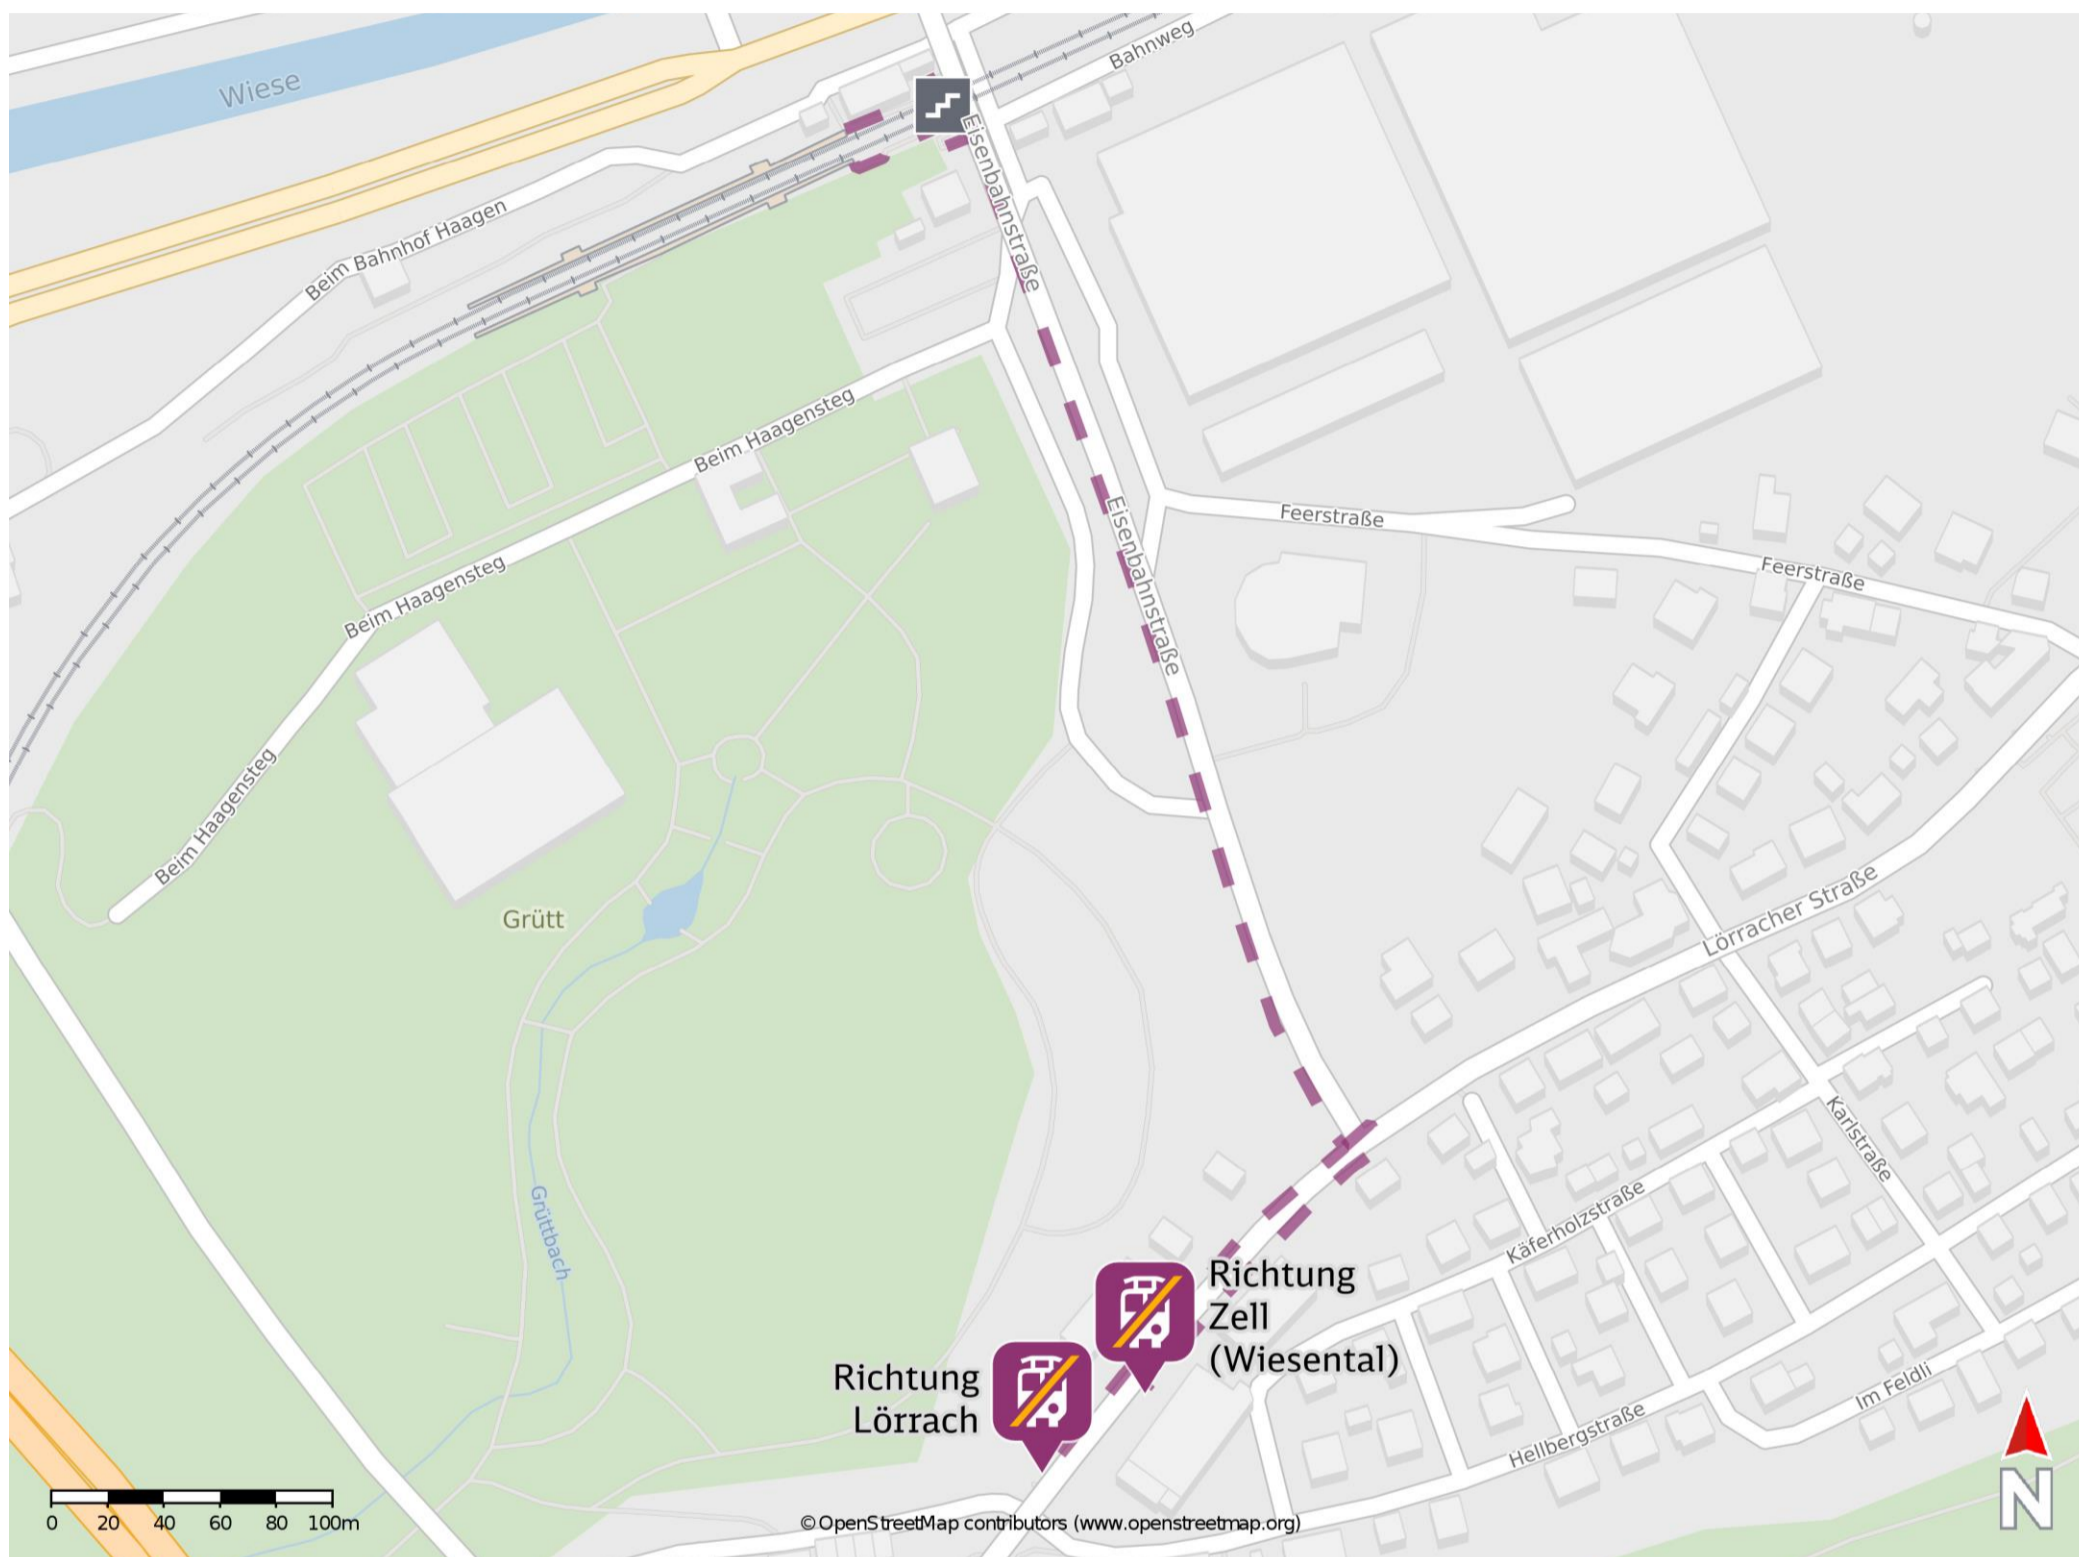 Wiese
Bahnweg
Eisenbahnstraße
Beim Bahnhof Haagen
Beim Haagensteg
Beim Haagensteg
Eisenbahnstraße
Feerstraße
Feerstraße
Beim Haagensteg
Grütt
Lörracher Straße
Karlstraße
Grüttbach
Käferholzstraße
Richtung
Zell
(Wiesental)
Richtung
Lörrach
Im Feldli
Hellbergstraße
N
0 20 40 60 80 100m
©OpenStreetMap contributors (www.openstreetmap.org)